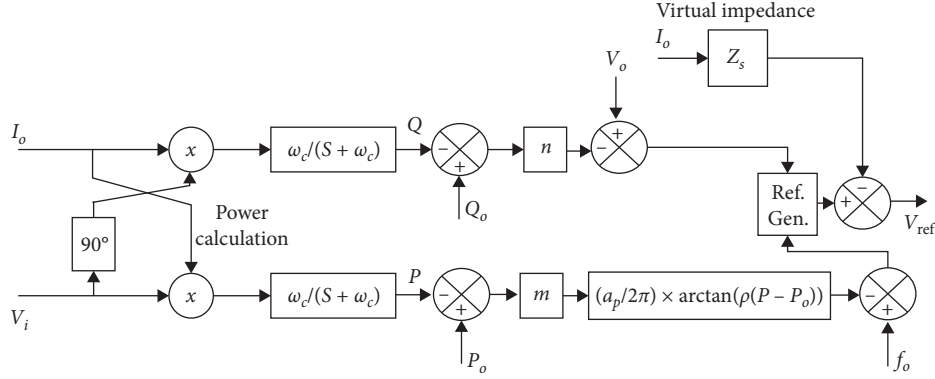 Virtual impedance
I_o
Z_s
V_o
I_o
x
ω_c/(S + ω_c)
Q
−
+
n
−
+
Q_o
90°
Power
calculation
Ref.
Gen.
+
−
V_ref
V_i
x
ω_c/(S + ω_c)
P
−
+
m
(a_p/2π) × arctan(ρ(P − P_o))
−
+
P_o
f_o